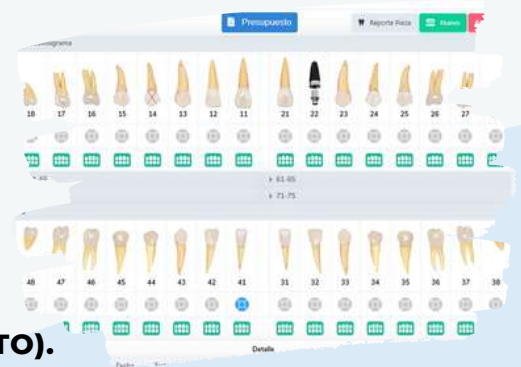 Presupuesto
Reporte Pieza
Nuevo
18 17 16 15 14 13 12 11 21 22 23 24 25 26 27
61-65
71-75
48 47 46 45 44 43 42 41 31 32 33 34 35 36 37 38
TO).
Detalle
Fecha